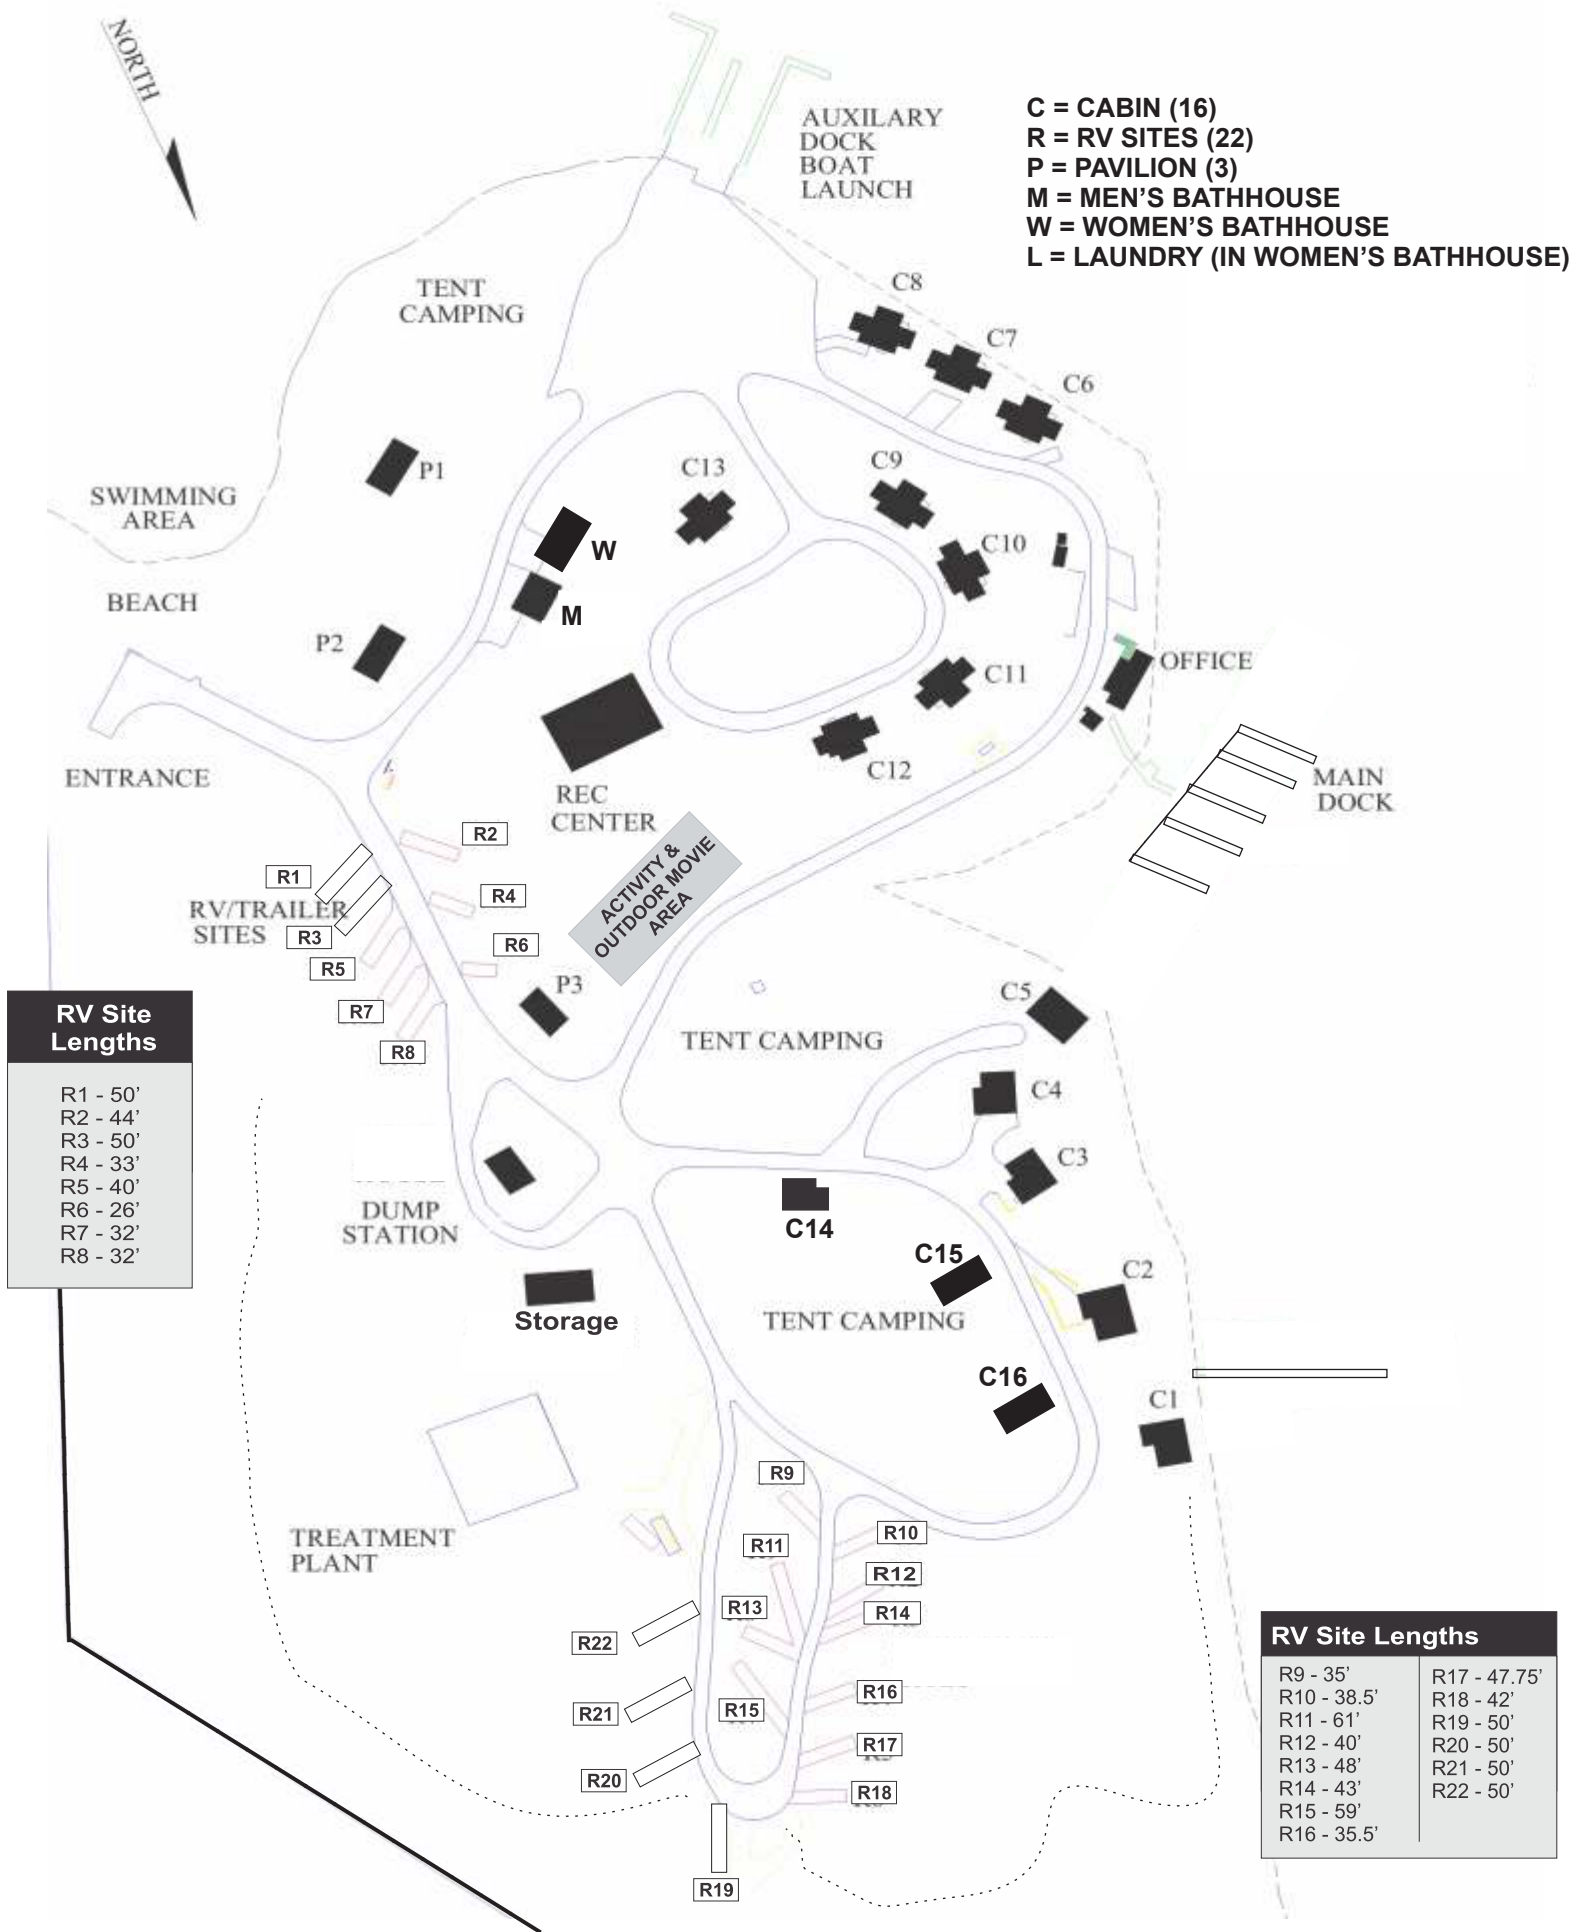 NORTH
AUXILARY
DOCK
BOAT
LAUNCH
C = CABIN (16)
R = RV SITES (22)
P = PAVILION (3)
M = MEN'S BATHHOUSE
W = WOMEN'S BATHHOUSE
L = LAUNDRY (IN WOMEN'S BATHHOUSE)
TENT
CAMPING
C8
C7
C6
P1
C13
C9
SWIMMING
AREA
W
C10
BEACH
M
P2
OFFICE
C11
ENTRANCE
C12
MAIN
DOCK
REC
CENTER
R2
ACTIVITY &
OUTDOOR MOVIE
AREA
R1
R4
RV/TRAILER
SITES
R3
R6
R5
P3
C5
R7
R8
TENT CAMPING
C4
RV Site
Lengths
R1 - 50'
R2 - 44'
R3 - 50'
R4 - 33'
R5 - 40'
R6 - 26'
R7 - 32'
R8 - 32'
C3
DUMP
STATION
C14
C15
C2
Storage
TENT CAMPING
C16
C1
R9
TREATMENT
PLANT
R10
R11
R12
R13
R14
R22
R16
R15
R21
R17
R20
R18
R19
RV Site Lengths
R9 - 35'
R10 - 38.5'
R11 - 61'
R12 - 40'
R13 - 48'
R14 - 43'
R15 - 59'
R16 - 35.5'
R17 - 47.75'
R18 - 42'
R19 - 50'
R20 - 50'
R21 - 50'
R22 - 50'